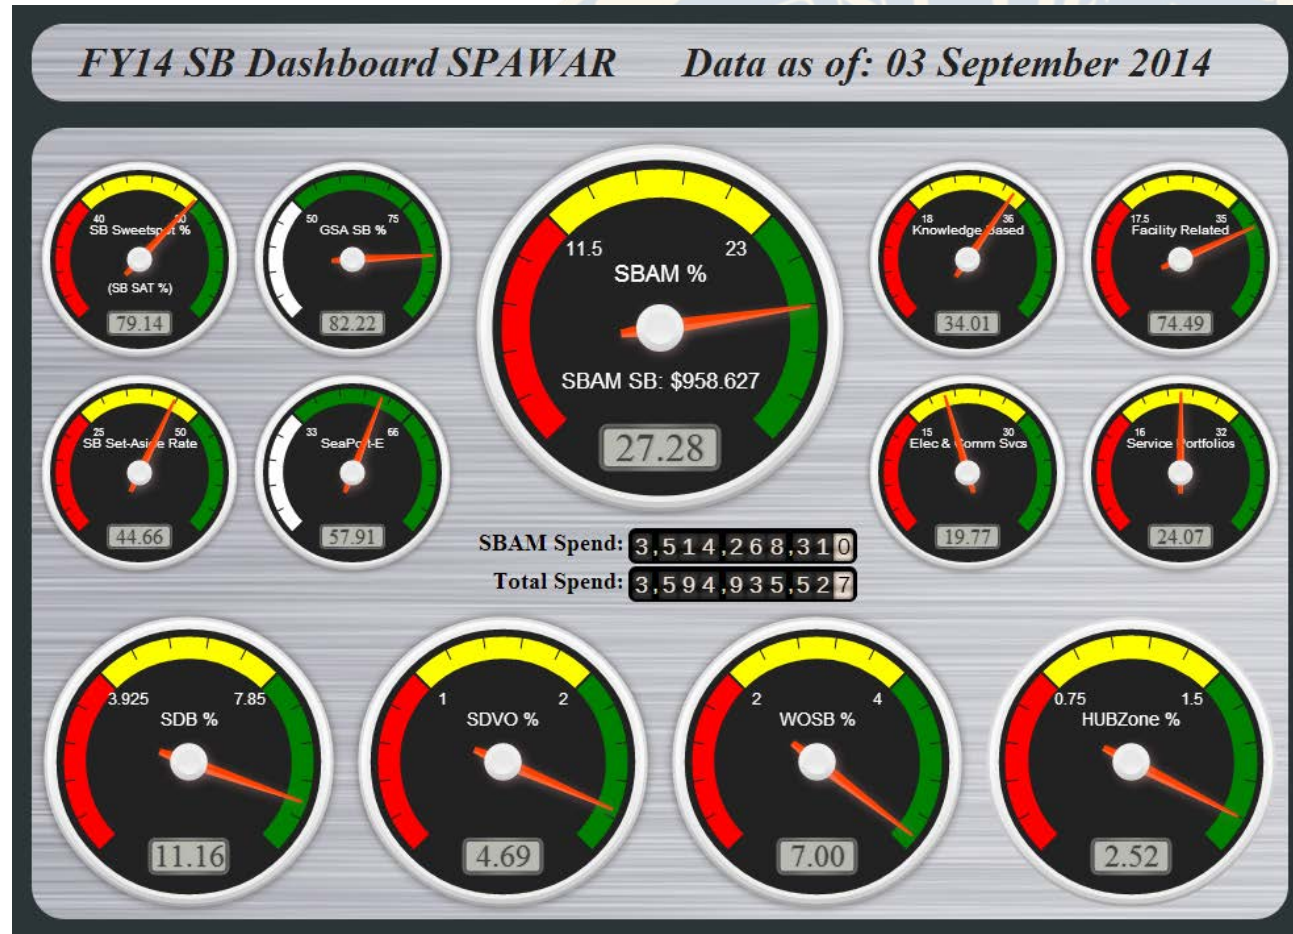 FY14 SB Dashboard SPAWAR Data as of: 03 September 2014
40 80
SB Sweetspot %
(SB SAT %)
79.14
50 75
GSA SB %
82.22
11.5 23
SBAM %
SBAM SB: $958.627
27.28
18 36
Knowledge Based
34.01
17.5 35
Facility Related
74.49
25 50
SB Set-Aside Rate
44.66
33 66
SeaPort-E
57.91
15 30
Elec & Comm Svcs
19.77
16 32
Service Portfolios
24.07
SBAM Spend: 3,514,268,310
Total Spend: 3,594,935,527
3.925 7.85
SDB %
11.16
1 2
SDVO %
4.69
2 4
WOSB %
7.00
0.75 1.5
HUBZone %
2.52